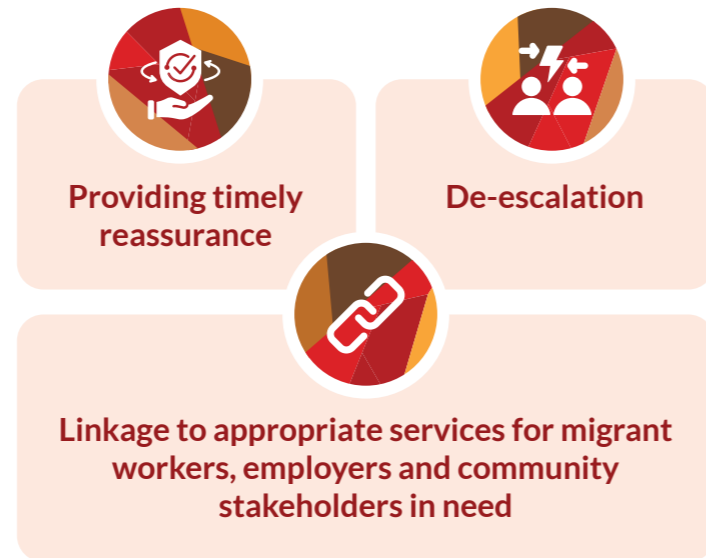 Providing timely
reassurance
De-escalation
Linkage to appropriate services for migrant
workers, employers and community
stakeholders in need